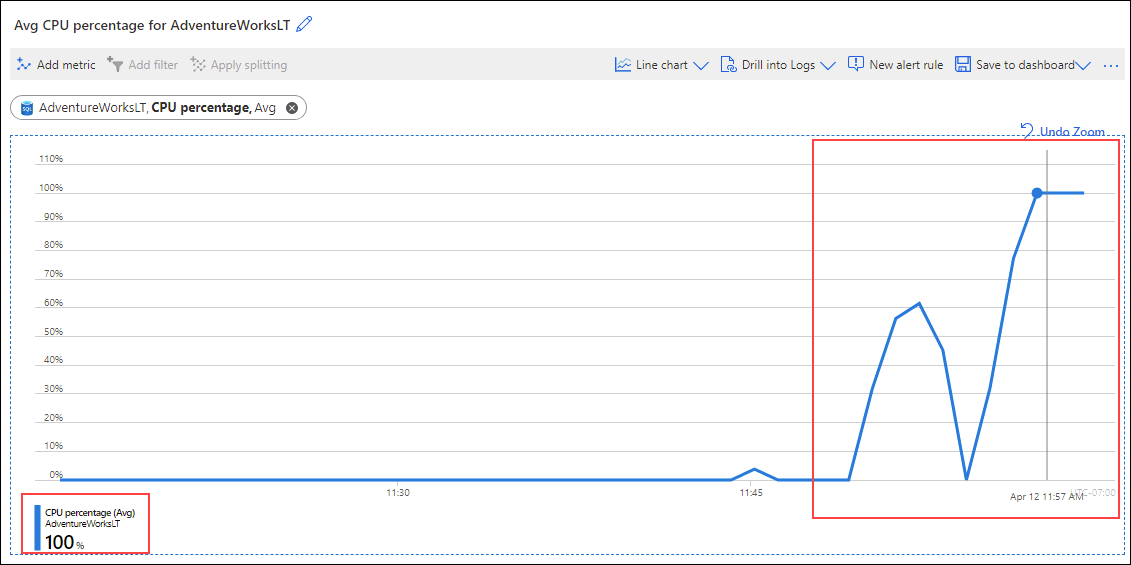 Avg CPU percentage for AdventureWorksLT
Add metric Add filter Apply splitting Line chart Drill into Logs New alert rule Save to dashboard ...
SQL AdventureWorksLT, CPU percentage, Avg
Undo Zoom
110%
100%
90%
80%
70%
60%
50%
40%
30%
20%
10%
0%
11:30 11:45 Apr 12 11:57 AM UTC-07:00
CPU percentage (Avg)
AdventureWorksLT
100 %